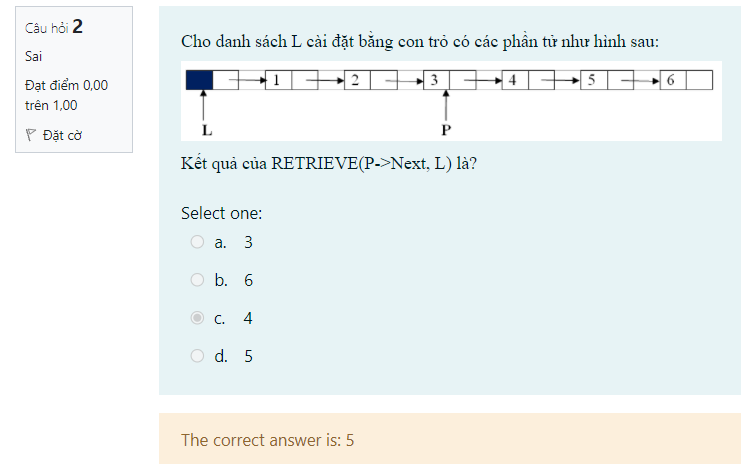 Câu hỏi 2
Sai
Đạt điểm 0,00
trên 1,00
Đặt cờ
Cho danh sách L cài đặt bằng con trỏ có các phần tử như hình sau:
1 2 3 4 5 6
L P
Kết quả của RETRIEVE(P->Next, L) là?
Select one:
a. 3
b. 6
c. 4
d. 5
The correct answer is: 5